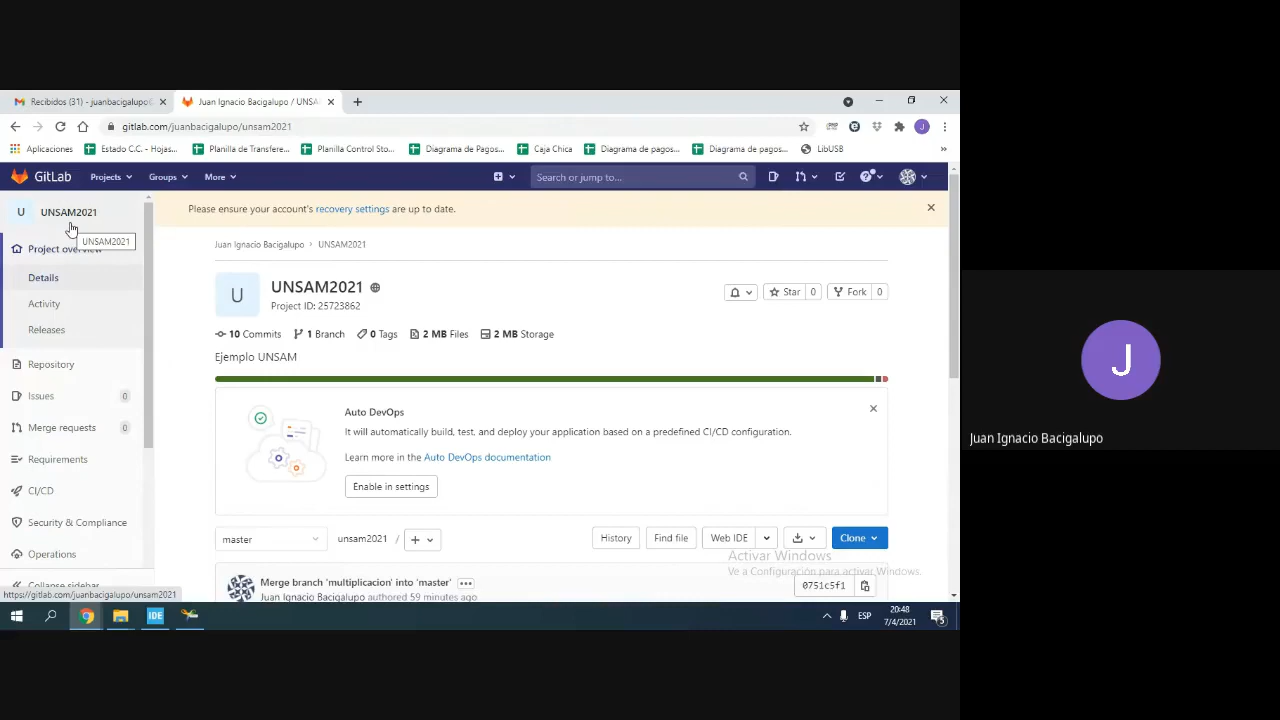 Recibidos (31) - juanbacigalupo
Juan Ignacio Bacigalupo / UNSA
gitlab.com/juanbacigalupo/unsam2021
Aplicaciones
Estado C.C. - Hojas...
Planilla de Transfere...
Planilla Control Sto...
Diagrama de Pagos...
Caja Chica
Diagrama de pagos...
Diagrama de pagos...
LibUSB
»
GitLab
Projects
Groups
More
Search or jump to...
U
UNSAM2021
Please ensure your account's recovery settings are up to date.
UNSAM2021
Project overview
Details
Activity
Releases
Repository
Issues 0
Merge requests 0
Requirements
CI/CD
Security & Compliance
Operations
Collapse sidebar
https://gitlab.com/juanbacigalupo/unsam2021
Juan Ignacio Bacigalupo › UNSAM2021
U
UNSAM2021
Project ID: 25723862
Star 0
Fork 0
10 Commits
1 Branch
0 Tags
2 MB Files
2 MB Storage
Ejemplo UNSAM
Auto DevOps
It will automatically build, test, and deploy your application based on a predefined CI/CD configuration.
Learn more in the Auto DevOps documentation
Enable in settings
master
unsam2021 /
History
Find file
Web IDE
Clone
Activar Windows
Ve a Configuración para activar Windows.
Merge branch 'multiplicacion' into 'master'
Juan Ignacio Bacigalupo authored 59 minutes ago
0751c5f1
IDE
ESP
20:48
7/4/2021
5
J
J
Juan Ignacio Bacigalupo